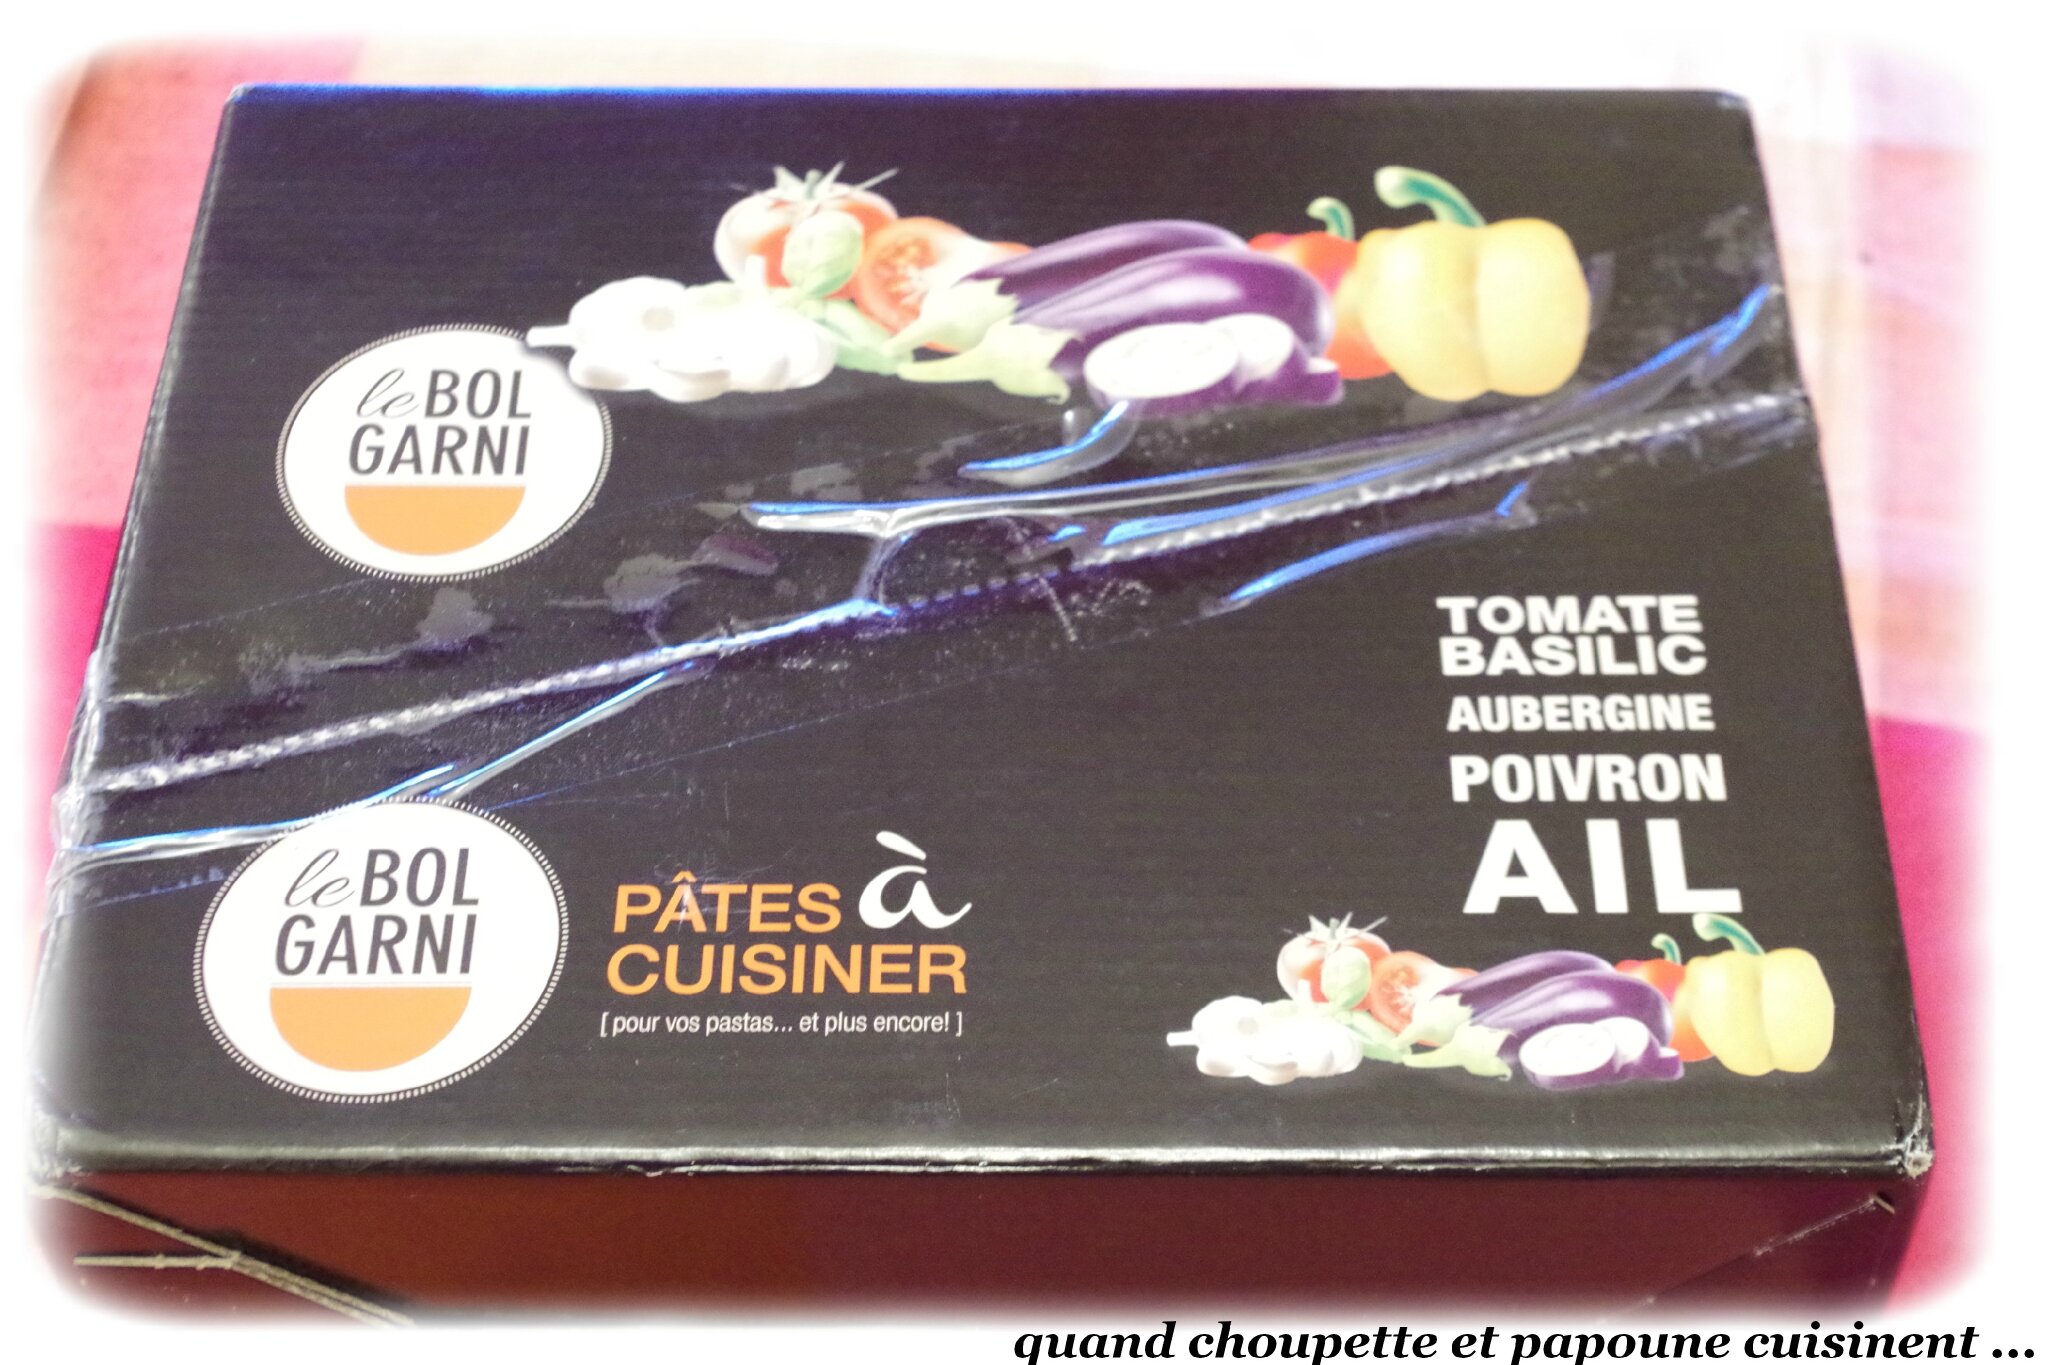 le BOL
GARNI
TOMATE
BASILIC
AUBERGINE
POIVRON
AIL
le BOL
GARNI
PÂTES à
CUISINER
[ pour vos pastas... et plus encore! ]
quand choupette et papoune cuisinent ...